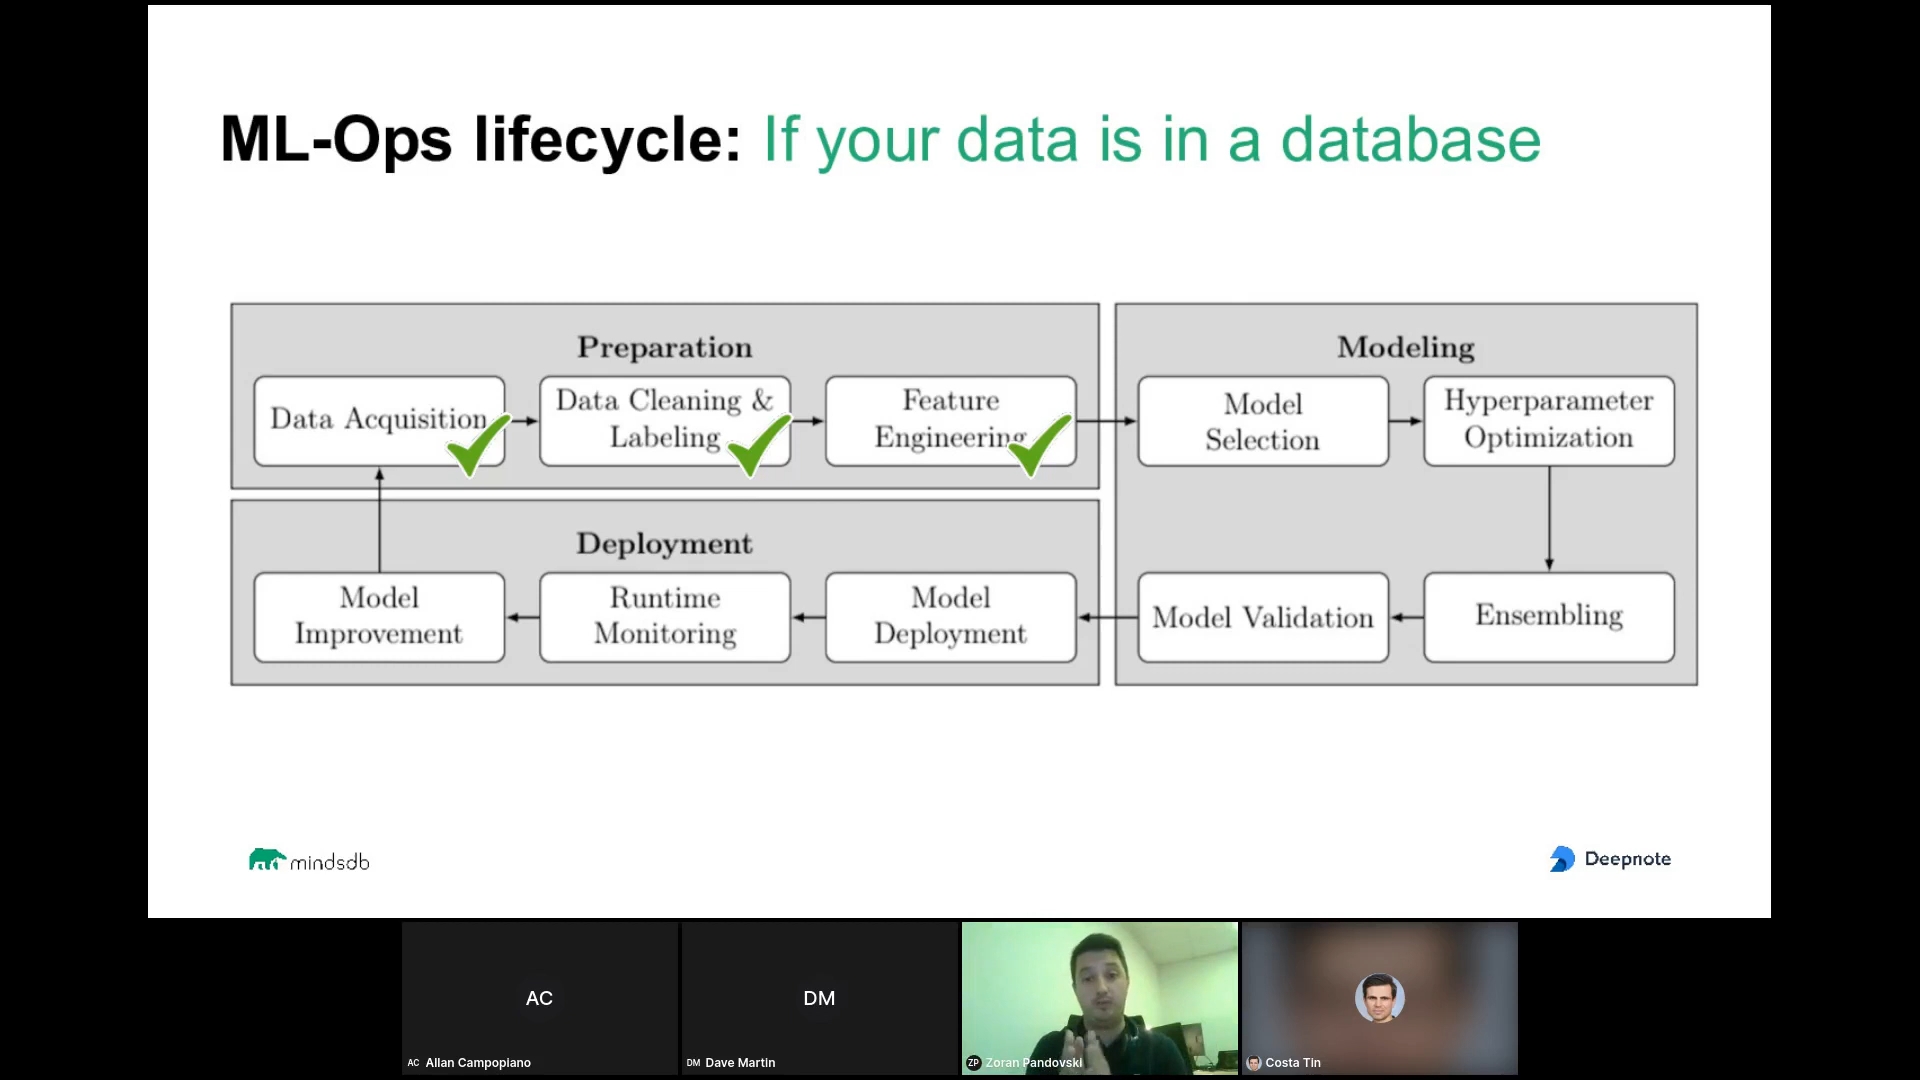 ML-Ops lifecycle: If your data is in a database
Preparation
Data Acquisition
Data Cleaning &
Labeling
Feature
Engineering
Modeling
Model
Selection
Hyperparameter
Optimization
Deployment
Model
Improvement
Runtime
Monitoring
Model
Deployment
Model Validation
Ensembling
mindsdb
Deepnote
AC
AC Allan Campopiano
DM
DM Dave Martin
ZP Zoran Pandovski
Costa Tin